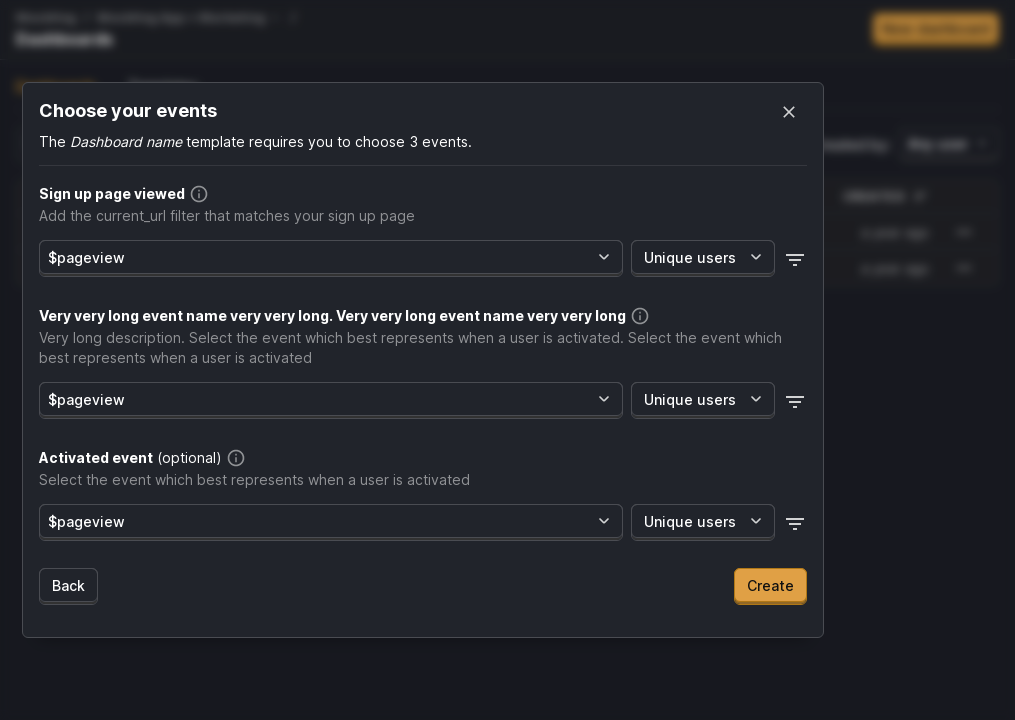 Dashboards
Choose your events
The Dashboard name template requires you to choose 3 events.
Sign up page viewed
Add the current_url filter that matches your sign up page
$pageview Unique users
Very very long event name very very long. Very very long event name very very long
Very long description. Select the event which best represents when a user is activated. Select the event which
best represents when a user is activated
$pageview Unique users
Activated event (optional)
Select the event which best represents when a user is activated
$pageview Unique users
Back Create